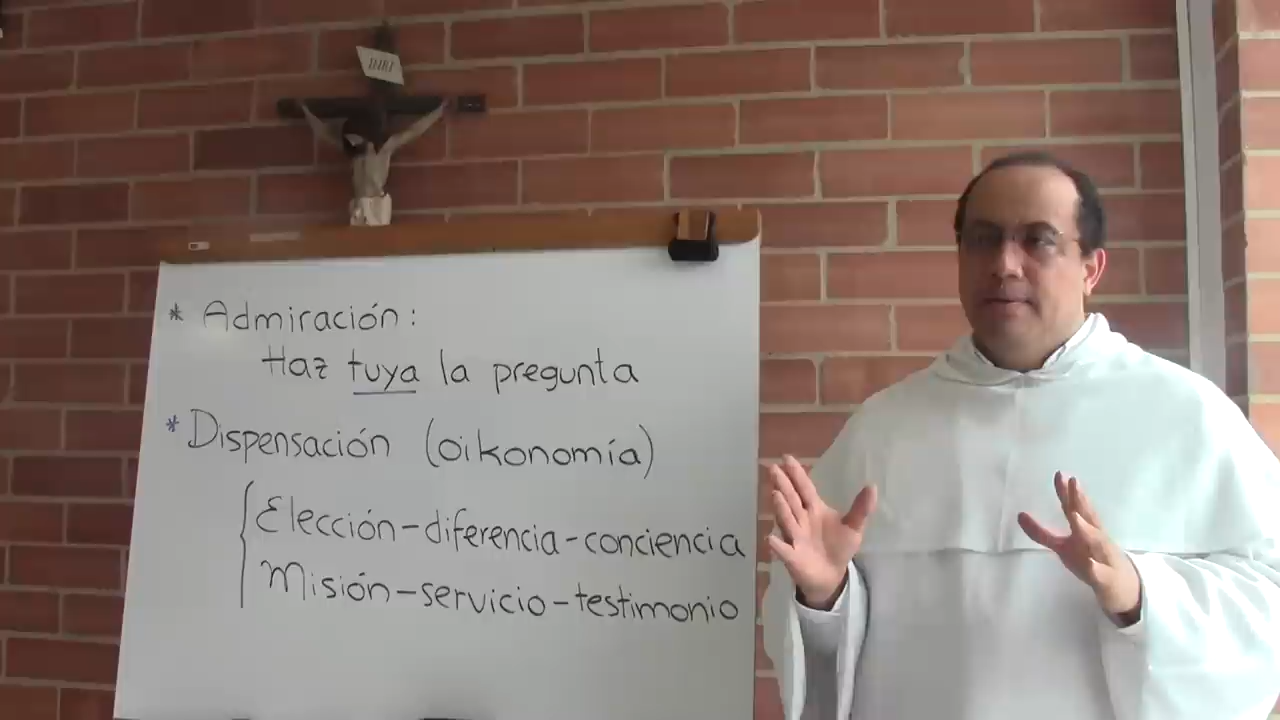 * Admiración:
Haz tuya la pregunta
* Dispensación (oikonomía)
Elección-diferencia-conciencia
Misión-servicio-testimonio